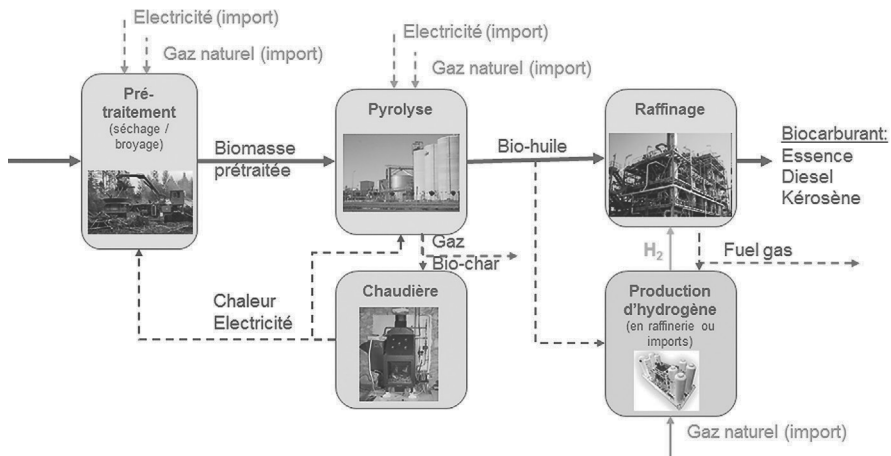 Electricité (import)
Gaz naturel (import)
Electricité (import)
Gaz naturel (import)
Pré-
traitement
(séchage /
broyage)
Biomasse
prétraitée
Pyrolyse
Bio-huile
Raffinage
Biocarburant:
Essence
Diesel
Kérosène
Gaz
Bio-char
H2
Fuel gas
Chaleur
Electricité
Chaudière
Production
d'hydrogène
(en raffinerie ou
imports)
Gaz naturel (import)